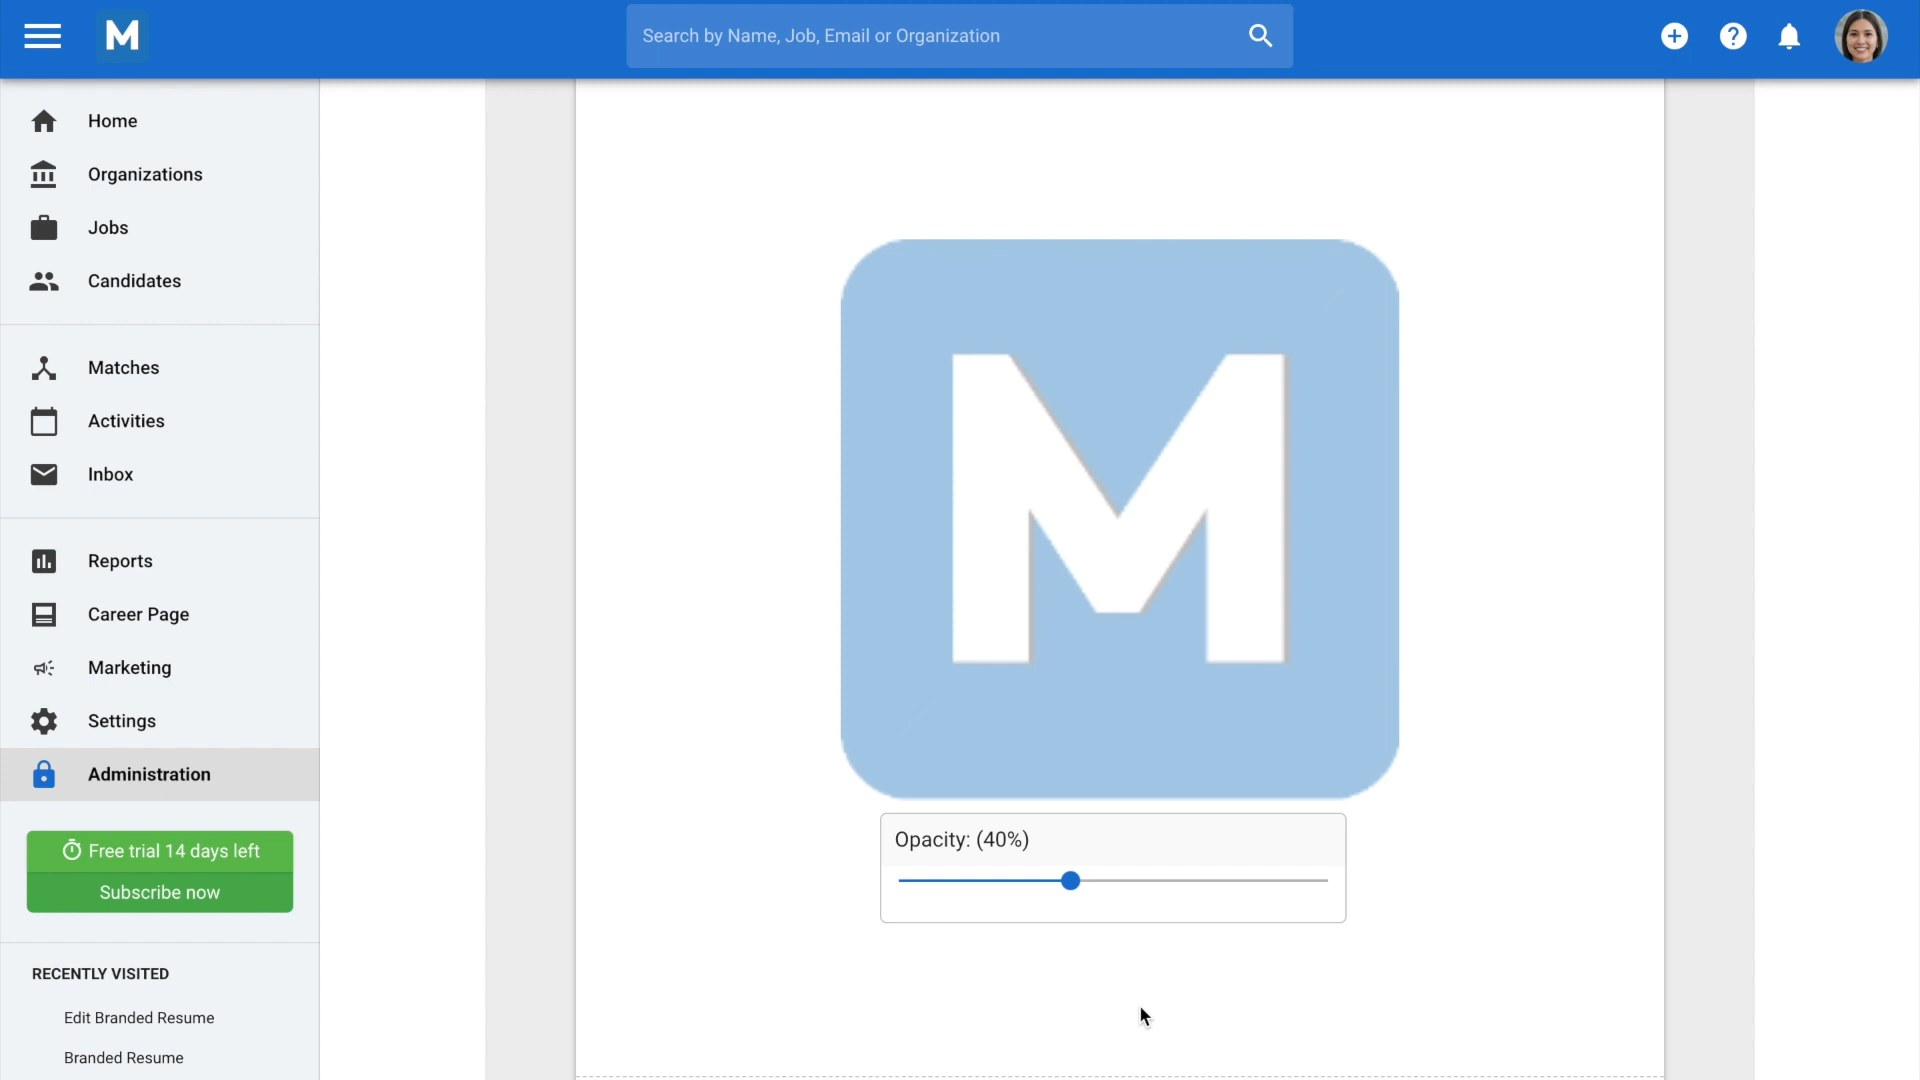 M
Search by Name, Job, Email or Organization
Home
Organizations
Jobs
Candidates
Matches
Activities
Inbox
Reports
Career Page
Marketing
Settings
Administration
Free trial 14 days left
Subscribe now
RECENTLY VISITED
Edit Branded Resume
Branded Resume
M
Opacity: (40%)